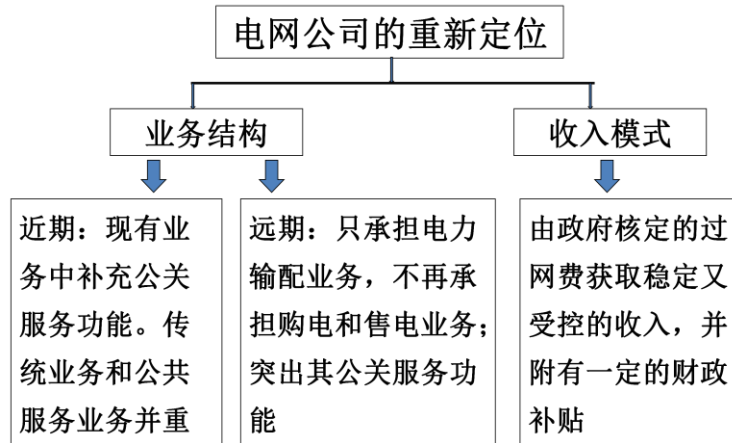 电网公司的重新定位
业务结构
收入模式
近期：现有业
务中补充公关
服务功能。传
统业务和公共
服务业务并重
远期：只承担电力
输配业务，不再承
担购电和售电业务；
突出其公关服务功
能
由政府核定的过
网费获取稳定又
受控的收入，并
附有一定的财政
补贴